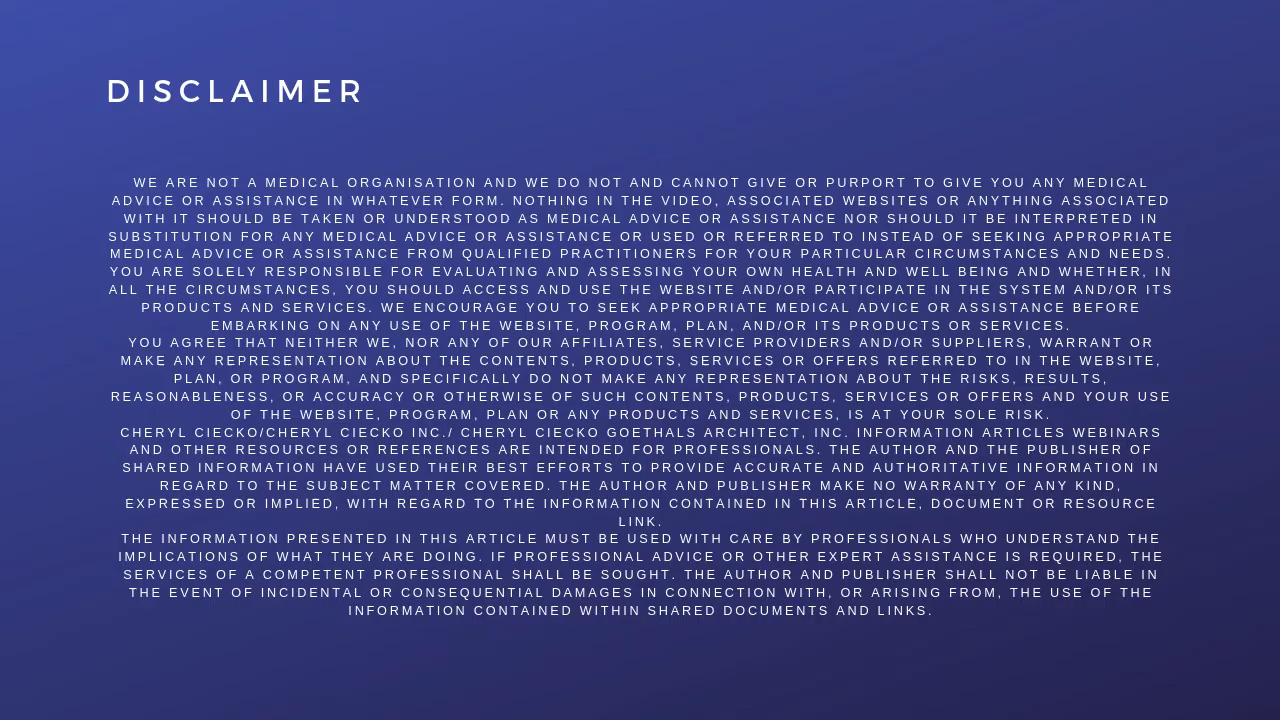 DISCLAIMER
WE ARE NOT A MEDICAL ORGANISATION AND WE DO NOT AND CANNOT GIVE OR PURPORT TO GIVE YOU ANY MEDICAL
ADVICE OR ASSISTANCE IN WHATEVER FORM. NOTHING IN THE VIDEO, ASSOCIATED WEBSITES OR ANYTHING ASSOCIATED
WITH IT SHOULD BE TAKEN OR UNDERSTOOD AS MEDICAL ADVICE OR ASSISTANCE NOR SHOULD IT BE INTERPRETED IN
SUBSTITUTION FOR ANY MEDICAL ADVICE OR ASSISTANCE OR USED OR REFERRED TO INSTEAD OF SEEKING APPROPRIATE
MEDICAL ADVICE OR ASSISTANCE FROM QUALIFIED PRACTITIONERS FOR YOUR PARTICULAR CIRCUMSTANCES AND NEEDS.
YOU ARE SOLELY RESPONSIBLE FOR EVALUATING AND ASSESSING YOUR OWN HEALTH AND WELL BEING AND WHETHER, IN
ALL THE CIRCUMSTANCES, YOU SHOULD ACCESS AND USE THE WEBSITE AND/OR PARTICIPATE IN THE SYSTEM AND/OR ITS
PRODUCTS AND SERVICES. WE ENCOURAGE YOU TO SEEK APPROPRIATE MEDICAL ADVICE OR ASSISTANCE BEFORE
EMBARKING ON ANY USE OF THE WEBSITE, PROGRAM, PLAN, AND/OR ITS PRODUCTS OR SERVICES.
YOU AGREE THAT NEITHER WE, NOR ANY OF OUR AFFILIATES, SERVICE PROVIDERS AND/OR SUPPLIERS, WARRANT OR
MAKE ANY REPRESENTATION ABOUT THE CONTENTS, PRODUCTS, SERVICES OR OFFERS REFERRED TO IN THE WEBSITE,
PLAN, OR PROGRAM, AND SPECIFICALLY DO NOT MAKE ANY REPRESENTATION ABOUT THE RISKS, RESULTS,
REASONABLENESS, OR ACCURACY OR OTHERWISE OF SUCH CONTENTS, PRODUCTS, SERVICES OR OFFERS AND YOUR USE
OF THE WEBSITE, PROGRAM, PLAN OR ANY PRODUCTS AND SERVICES, IS AT YOUR SOLE RISK.
CHERYL CIECKO/CHERYL CIECKO INC./ CHERYL CIECKO GOETHALS ARCHITECT, INC. INFORMATION ARTICLES WEBINARS
AND OTHER RESOURCES OR REFERENCES ARE INTENDED FOR PROFESSIONALS. THE AUTHOR AND THE PUBLISHER OF
SHARED INFORMATION HAVE USED THEIR BEST EFFORTS TO PROVIDE ACCURATE AND AUTHORITATIVE INFORMATION IN
REGARD TO THE SUBJECT MATTER COVERED. THE AUTHOR AND PUBLISHER MAKE NO WARRANTY OF ANY KIND,
EXPRESSED OR IMPLIED, WITH REGARD TO THE INFORMATION CONTAINED IN THIS ARTICLE, DOCUMENT OR RESOURCE
LINK.
THE INFORMATION PRESENTED IN THIS ARTICLE MUST BE USED WITH CARE BY PROFESSIONALS WHO UNDERSTAND THE
IMPLICATIONS OF WHAT THEY ARE DOING. IF PROFESSIONAL ADVICE OR OTHER EXPERT ASSISTANCE IS REQUIRED, THE
SERVICES OF A COMPETENT PROFESSIONAL SHALL BE SOUGHT. THE AUTHOR AND PUBLISHER SHALL NOT BE LIABLE IN
THE EVENT OF INCIDENTAL OR CONSEQUENTIAL DAMAGES IN CONNECTION WITH, OR ARISING FROM, THE USE OF THE
INFORMATION CONTAINED WITHIN SHARED DOCUMENTS AND LINKS.